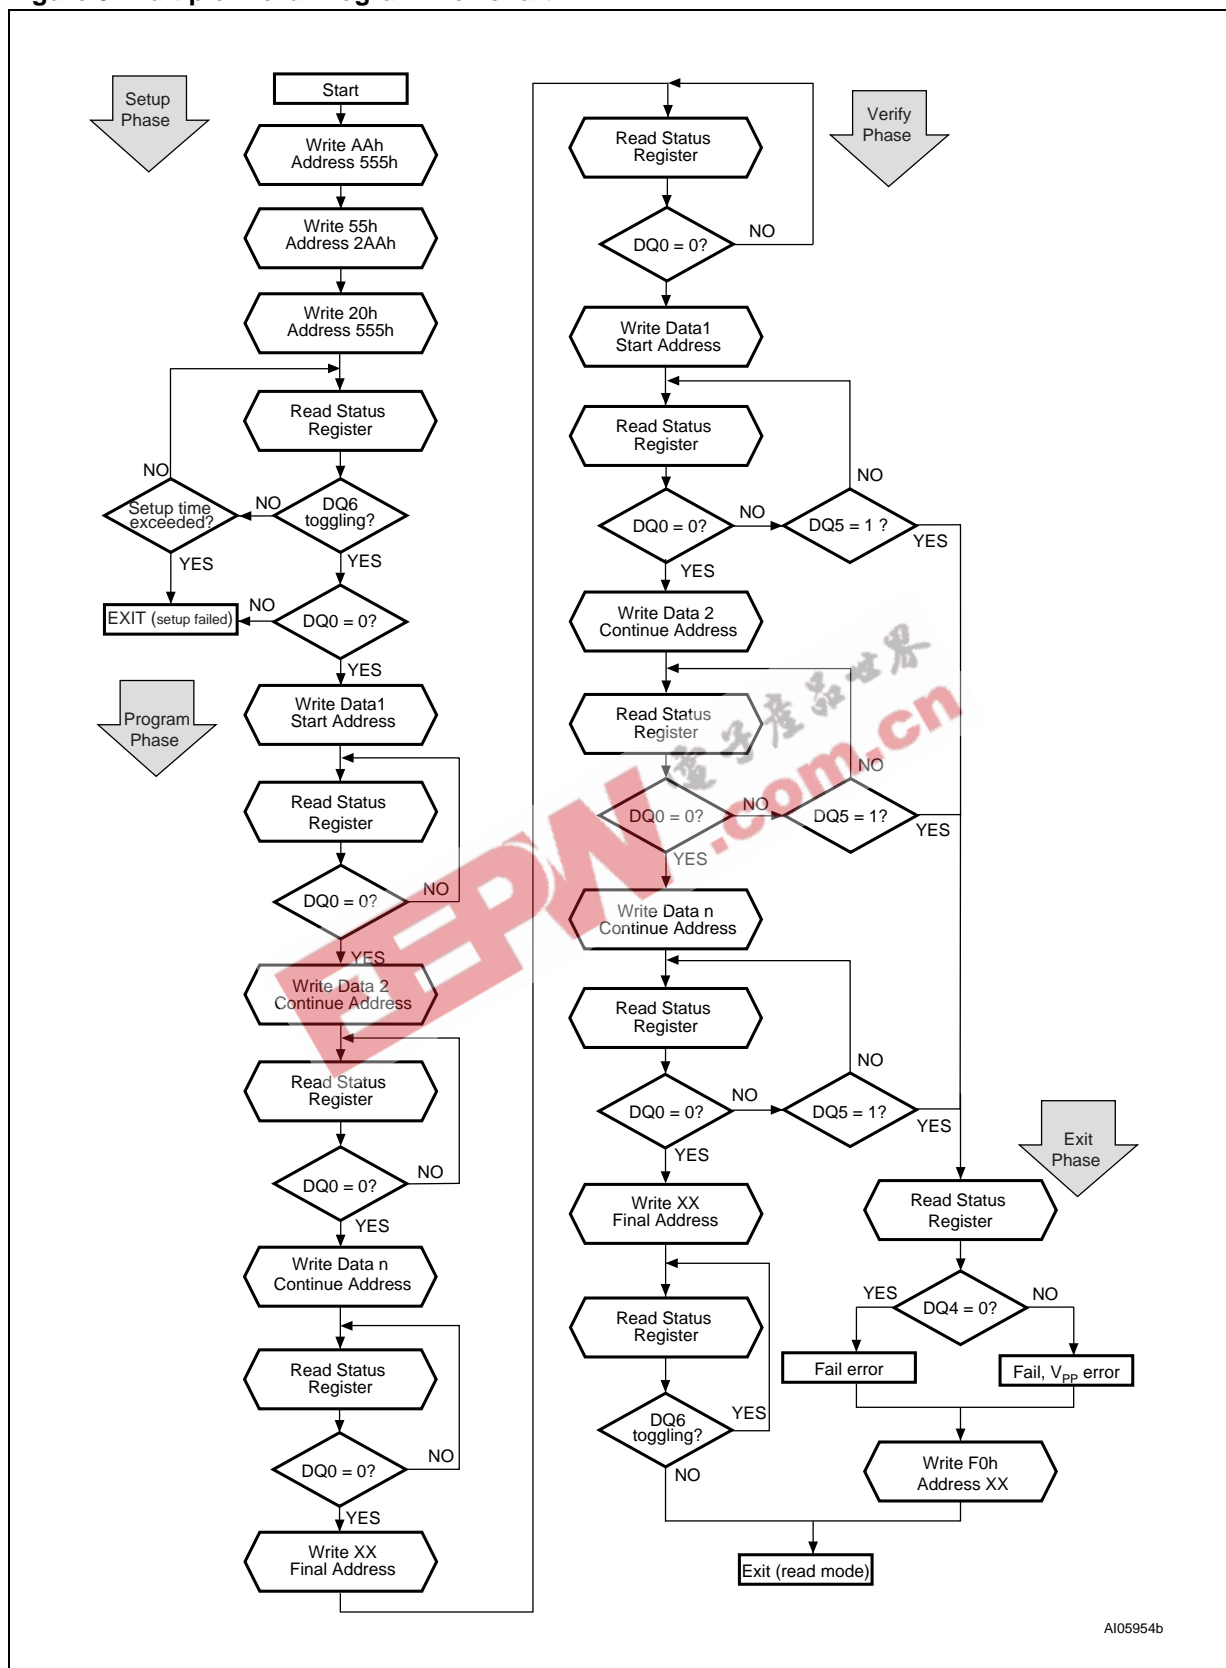 Setup
Phase
Start
Write AAh
Address 555h
Write 55h
Address 2AAh
Write 20h
Address 555h
Read Status
Register
NO
Setup time
exceeded?
NO
DQ6
toggling?
YES
YES
EXIT (setup failed)
NO
DQ0 = 0?
YES
Program
Phase
Write Data1
Start Address
Read Status
Register
DQ0 = 0?
NO
YES
Write Data 2
Continue Address
Read Status
Register
DQ0 = 0?
NO
YES
Write Data n
Continue Address
Read Status
Register
DQ0 = 0?
NO
YES
Write XX
Final Address
Verify
Phase
Read Status
Register
DQ0 = 0?
NO
Write Data1
Start Address
Read Status
Register
NO
DQ0 = 0?
NO
DQ5 = 1 ?
YES
YES
Write Data 2
Continue Address
Read Status
Register
NO
DQ0 = 0?
NO
DQ5 = 1?
YES
YES
Write Data n
Continue Address
Read Status
Register
NO
DQ0 = 0?
NO
DQ5 = 1?
YES
YES
Write XX
Final Address
Read Status
Register
DQ6
toggling?
YES
NO
Exit
Phase
Read Status
Register
YES
DQ4 = 0?
NO
Fail error
Fail, VPP error
Write F0h
Address XX
Exit (read mode)
EEPW
.com.cn
電子產品世界
AI05954b